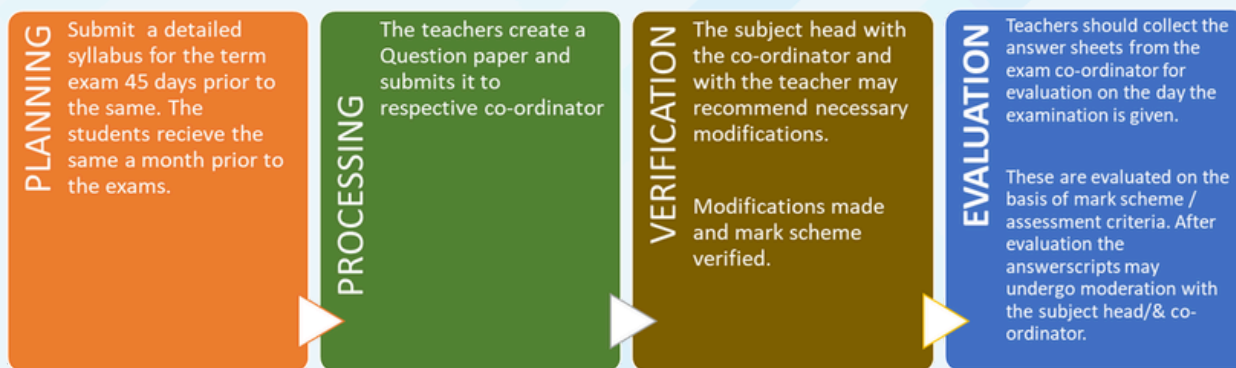 PLANNING
Submit a detailed
syllabus for the term
exam 45 days prior to
the same. The
students recieve the
same a month prior to
the exams.
PROCESSING
The teachers create a
Question paper and
submits it to
respective co-ordinator
VERIFICATION
The subject head with
the co-ordinator and
with the teacher may
recommend necessary
modifications.
Modifications made
and mark scheme
verified.
EVALUATION
Teachers should collect the
answer sheets from the
exam co-ordinator for
evaluation on the day the
examination is given.
These are evaluated on the
basis of mark scheme /
assessment criteria. After
evaluation the
answerscripts may
undergo moderation with
the subject head/& co-
ordinator.